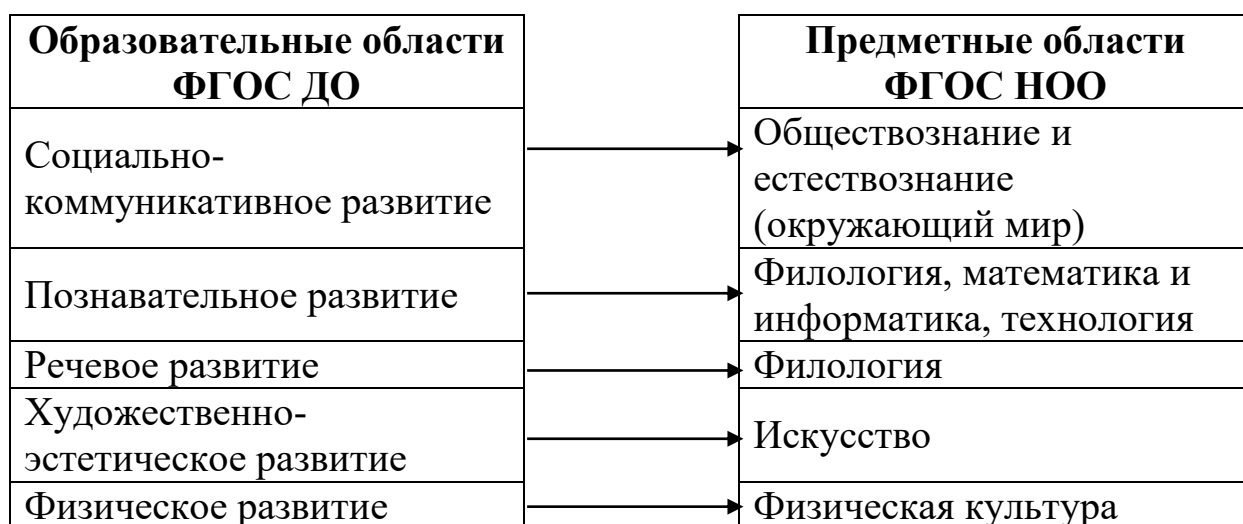 Образовательные области
ФГОС ДО
Предметные области
ФГОС НОО
Социально-
коммуникативное развитие
Обществознание и
естествознание
(окружающий мир)
Познавательное развитие
Филология, математика и
информатика, технология
Речевое развитие
Филология
Художественно-
эстетическое развитие
Искусство
Физическое развитие
Физическая культура